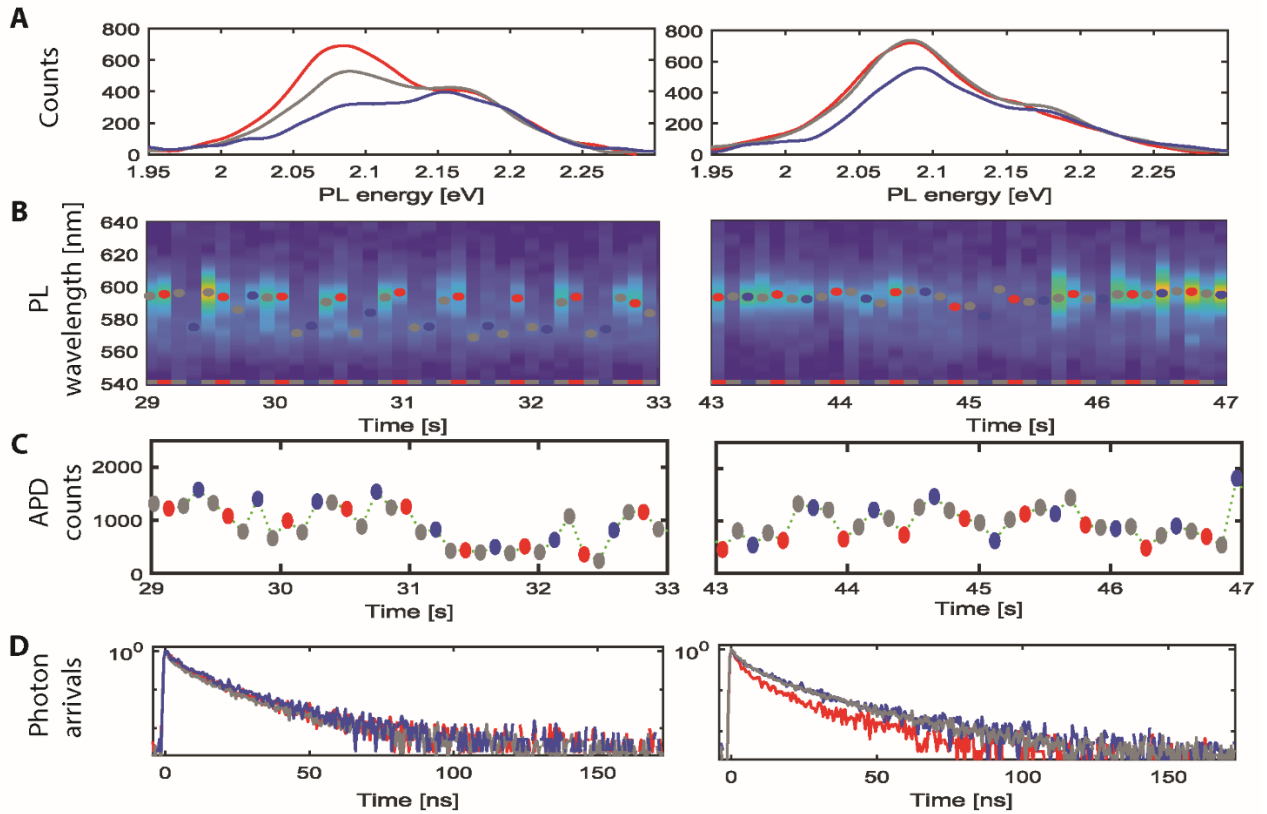 A
Counts
800
600
400
200
0
1.95 2 2.05 2.1 2.15 2.2 2.25
PL energy [eV]
800
600
400
200
0
1.95 2 2.05 2.1 2.15 2.2 2.25
PL energy [eV]
B
PL
wavelength [nm]
640
620
600
580
560
540
29 30 31 32 33
Time [s]
43 44 45 46 47
Time [s]
C
APD
counts
2000
1000
0
29 30 31 32 33
Time [s]
43 44 45 46 47
Time [s]
D
Photon
arrivals
10⁰
0 50 100 150
Time [ns]
10⁰
0 50 100 150
Time [ns]